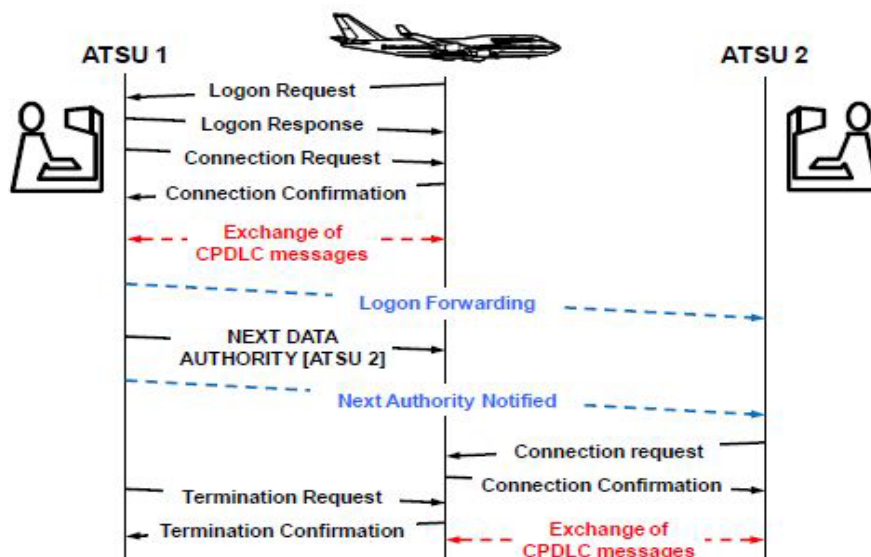 ATSU 1
ATSU 2
Logon Request
Logon Response
Connection Request
Connection Confirmation
Exchange of
CPDLC messages
Logon Forwarding
NEXT DATA
AUTHORITY [ATSU 2]
Next Authority Notified
Connection request
Connection Confirmation
Termination Request
Termination Confirmation
Exchange of
CPDLC messages